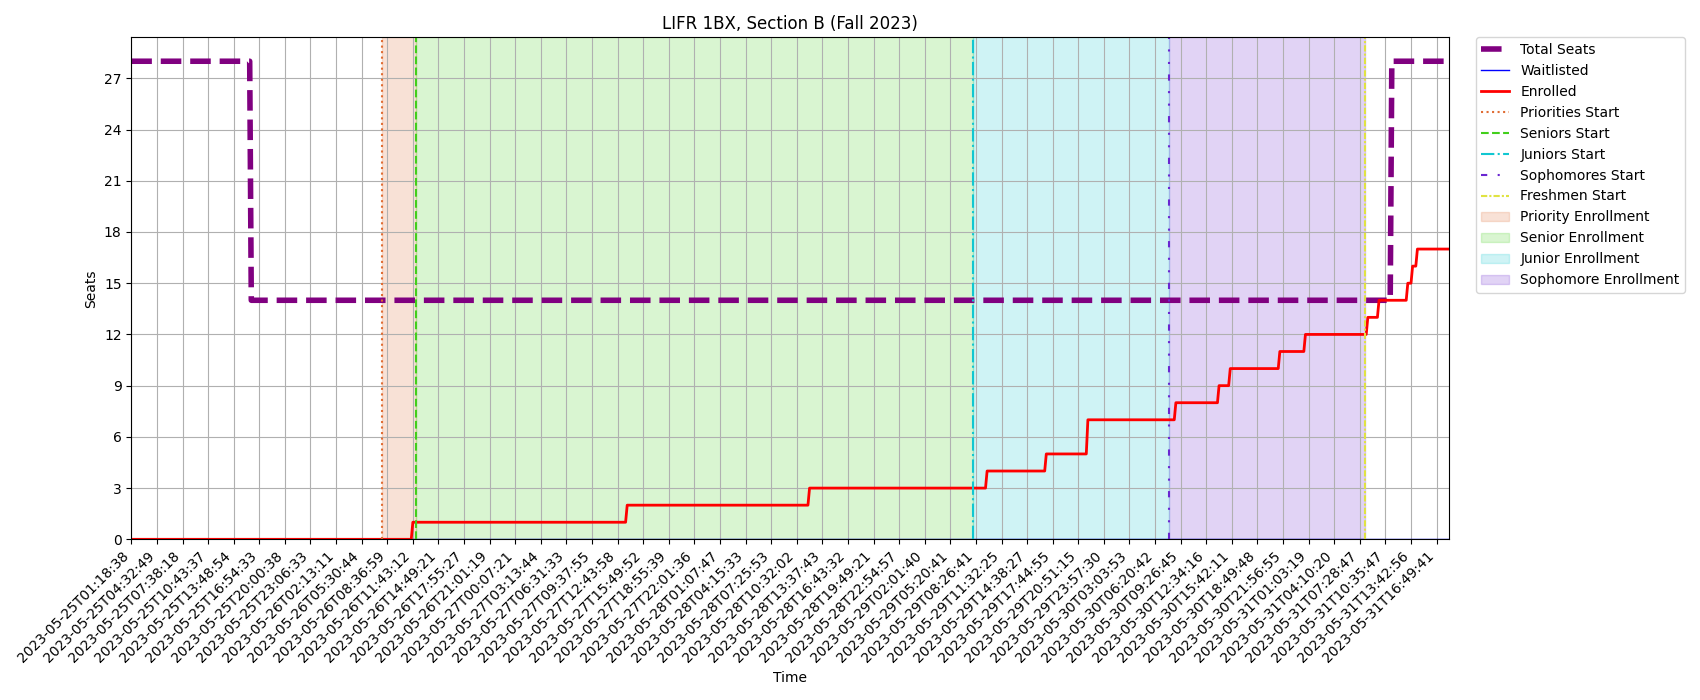 LIFR 1BX, Section B (Fall 2023)
Seats
27
24
21
18
15
12
9
6
3
0
2023-05-25T01:18:38
2023-05-25T04:32:49
2023-05-25T07:38:18
2023-05-25T10:43:37
2023-05-25T13:48:54
2023-05-25T16:54:33
2023-05-25T20:00:38
2023-05-25T23:06:33
2023-05-26T02:13:11
2023-05-26T05:30:44
2023-05-26T08:36:59
2023-05-26T11:43:12
2023-05-26T14:49:21
2023-05-26T17:55:27
2023-05-26T21:01:19
2023-05-27T00:07:21
2023-05-27T03:13:44
2023-05-27T06:31:33
2023-05-27T09:37:55
2023-05-27T12:43:58
2023-05-27T15:49:52
2023-05-27T18:55:39
2023-05-27T22:01:36
2023-05-28T01:07:47
2023-05-28T04:15:33
2023-05-28T07:25:53
2023-05-28T10:32:02
2023-05-28T13:37:43
2023-05-28T16:43:32
2023-05-28T19:49:21
2023-05-28T22:54:57
2023-05-29T02:01:40
2023-05-29T05:20:41
2023-05-29T08:26:41
2023-05-29T11:32:25
2023-05-29T14:38:27
2023-05-29T17:44:55
2023-05-29T20:51:15
2023-05-29T23:57:30
2023-05-30T03:03:53
2023-05-30T06:20:42
2023-05-30T09:26:45
2023-05-30T12:34:16
2023-05-30T15:42:11
2023-05-30T18:49:48
2023-05-30T21:56:55
2023-05-31T01:03:19
2023-05-31T04:10:20
2023-05-31T07:28:47
2023-05-31T10:35:47
2023-05-31T13:42:56
2023-05-31T16:49:41
Time
Total Seats
Waitlisted
Enrolled
Priorities Start
Seniors Start
Juniors Start
Sophomores Start
Freshmen Start
Priority Enrollment
Senior Enrollment
Junior Enrollment
Sophomore Enrollment